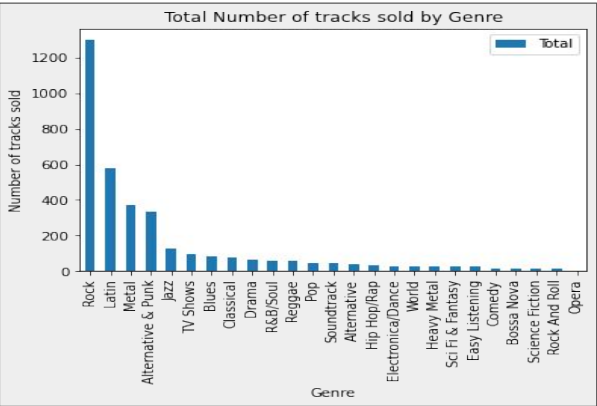 Total Number of tracks sold by Genre
Total
Number of tracks sold
1200
1000
800
600
400
200
0
Rock
Latin
Metal
Alternative & Punk
Jazz
TV Shows
Blues
Classical
Drama
R&B/Soul
Reggae
Pop
Soundtrack
Alternative
Hip Hop/Rap
Electronica/Dance
World
Heavy Metal
Sci Fi & Fantasy
Easy Listening
Comedy
Bossa Nova
Science Fiction
Rock And Roll
Opera
Genre